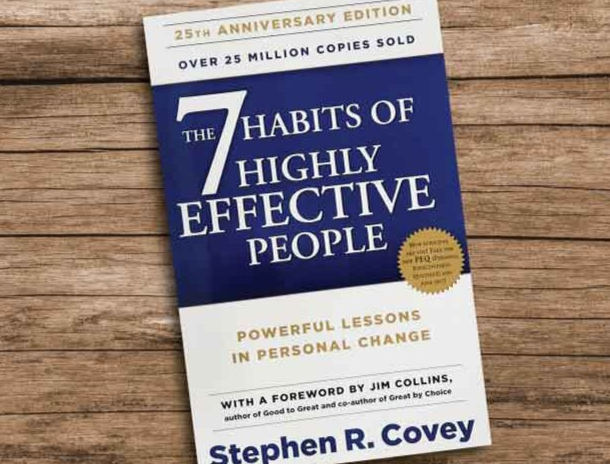 25TH ANNIVERSARY EDITION
OVER 25 MILLION COPIES SOLD
THE 7 HABITS OF
HIGHLY
EFFECTIVE
PEOPLE
POWERFUL LESSONS
IN PERSONAL CHANGE
WITH A FOREWORD BY JIM COLLINS,
author of Good to Great and co-author of Great by Choice
Stephen R. Covey